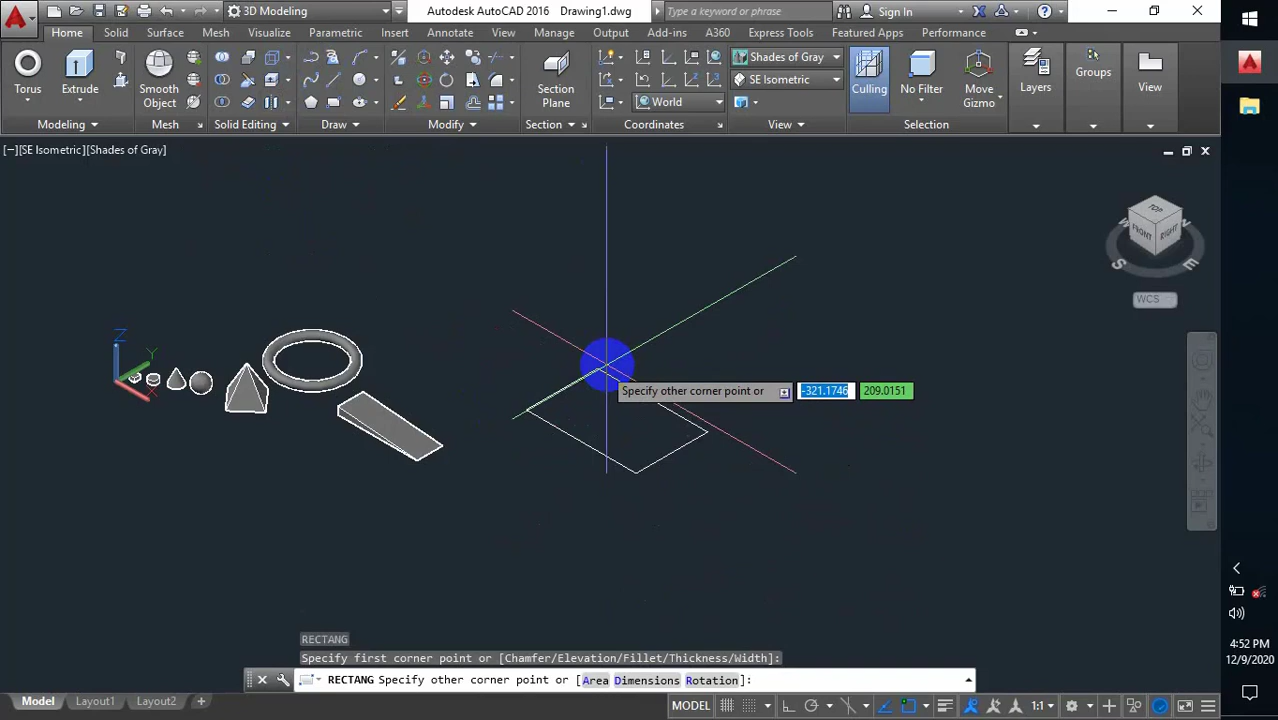 3D Modeling
Autodesk AutoCAD 2016 Drawing1.dwg
Type a keyword or phrase
Sign In
Home Solid Surface Mesh Visualize Parametric Insert Annotate View Manage Output Add-ins A360 Express Tools Featured Apps Performance
Torus Extrude Smooth Object Section Plane World Shades of Gray SE Isometric Culling No Filter Move Gizmo Layers Groups View
Modeling Mesh Solid Editing Draw Modify Section Coordinates View Selection
[−][SE Isometric][Shades of Gray]
TOP
W N
FRONT RIGHT
S E
WCS
Z
Y
X
Specify other corner point or -321.1746 209.0151
RECTANG
Specify first corner point or [Chamfer/Elevation/Fillet/Thickness/Width]:
RECTANG Specify other corner point or [Area Dimensions Rotation]:
Model Layout1 Layout2 +
MODEL 1:1
4:52 PM
12/9/2020